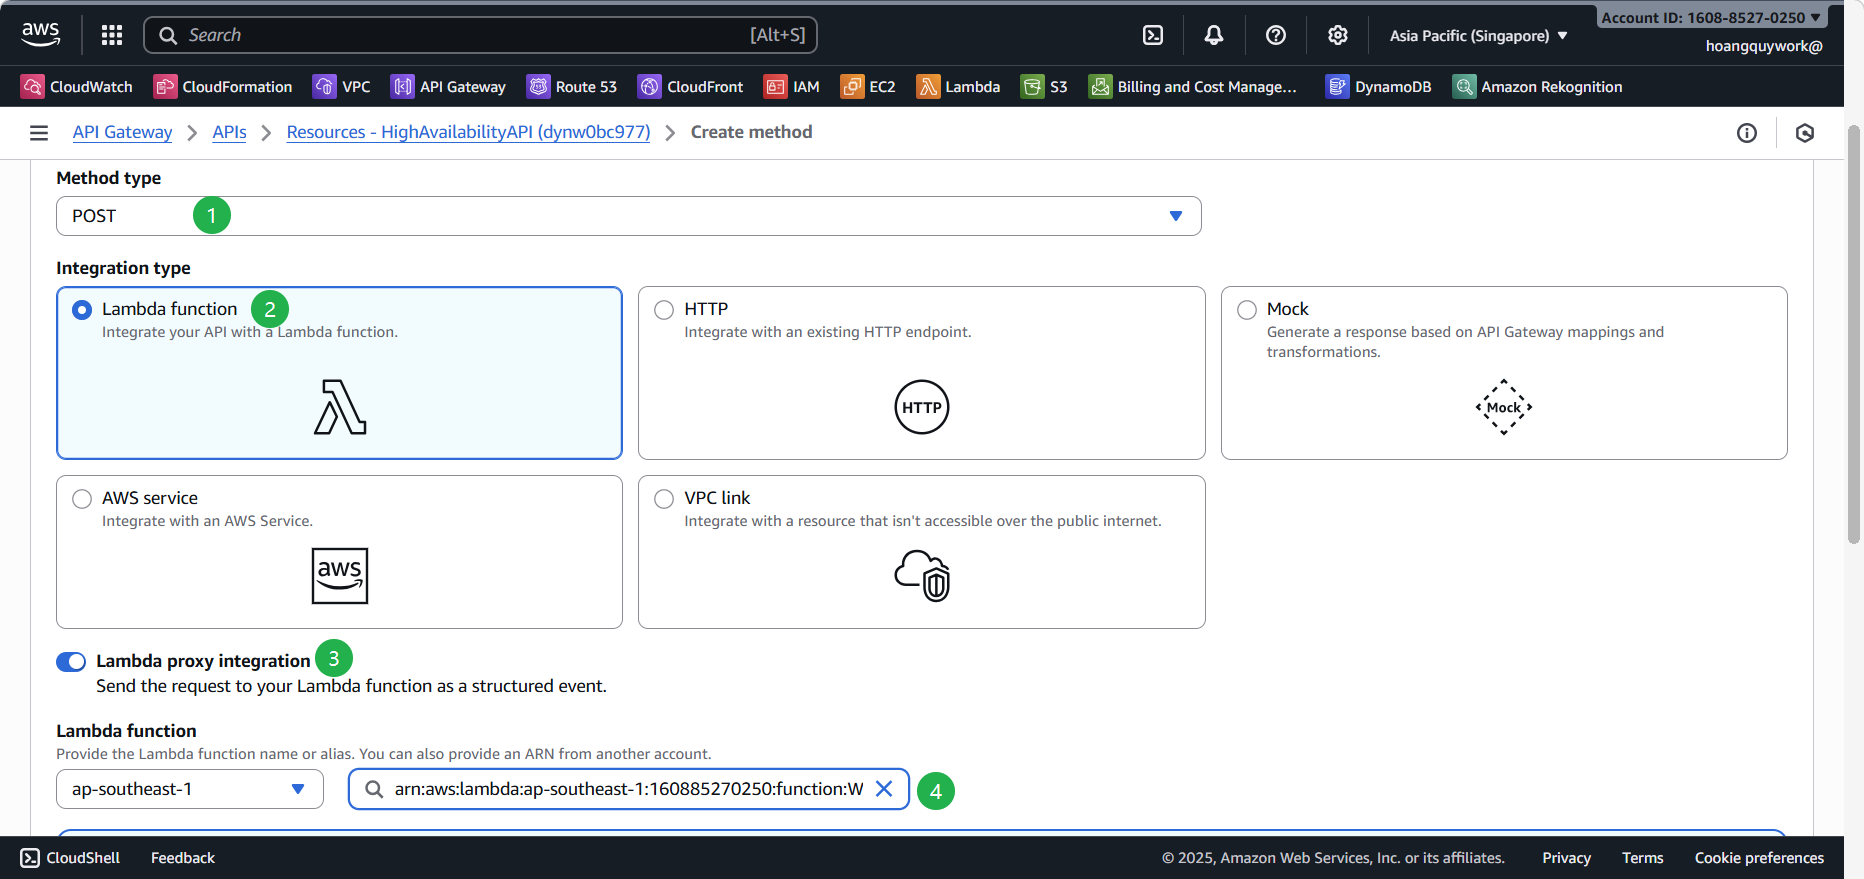 aws
Search [Alt+S]
Asia Pacific (Singapore) ▼
Account ID: 1608-8527-0250 ▼
hoangquywork@
CloudWatch CloudFormation VPC API Gateway Route 53 CloudFront IAM EC2 Lambda S3 Billing and Cost Manage... DynamoDB Amazon Rekognition
API Gateway > APIs > Resources - HighAvailabilityAPI (dynw0bc977) > Create method
Method type
POST 1
Integration type
Lambda function 2
Integrate your API with a Lambda function.
HTTP
Integrate with an existing HTTP endpoint.
HTTP
Mock
Generate a response based on API Gateway mappings and
transformations.
Mock
AWS service
Integrate with an AWS Service.
aws
VPC link
Integrate with a resource that isn't accessible over the public internet.
Lambda proxy integration 3
Send the request to your Lambda function as a structured event.
Lambda function
Provide the Lambda function name or alias. You can also provide an ARN from another account.
ap-southeast-1
arn:aws:lambda:ap-southeast-1:160885270250:function:W 4
CloudShell Feedback © 2025, Amazon Web Services, Inc. or its affiliates. Privacy Terms Cookie preferences